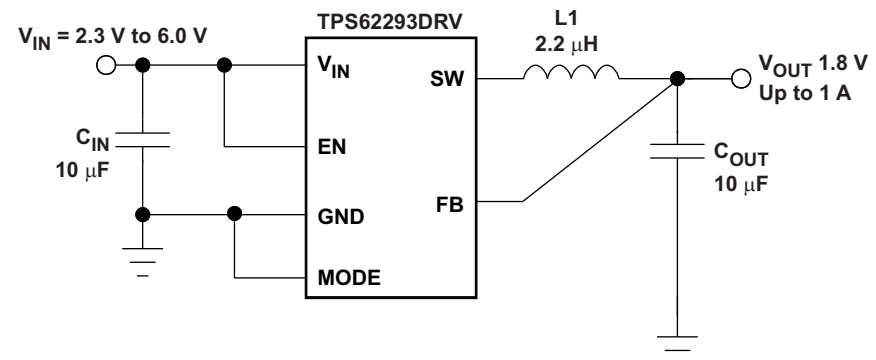 TPS62293DRV
L1
2.2 μH
V_IN = 2.3 V to 6.0 V
V_IN
SW
V_OUT 1.8 V
Up to 1 A
C_IN
10 μF
EN
C_OUT
10 μF
FB
GND
MODE